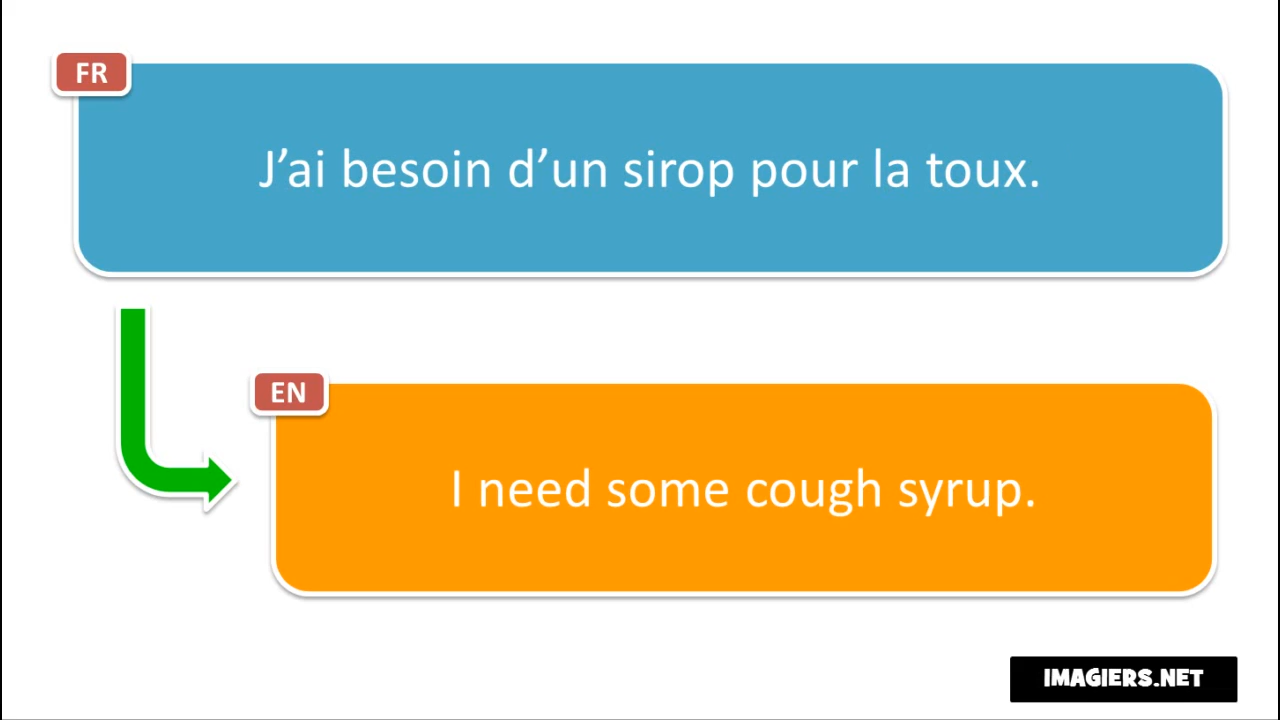 FR
J’ai besoin d’un sirop pour la toux.
EN
I need some cough syrup.
IMAGIERS.NET